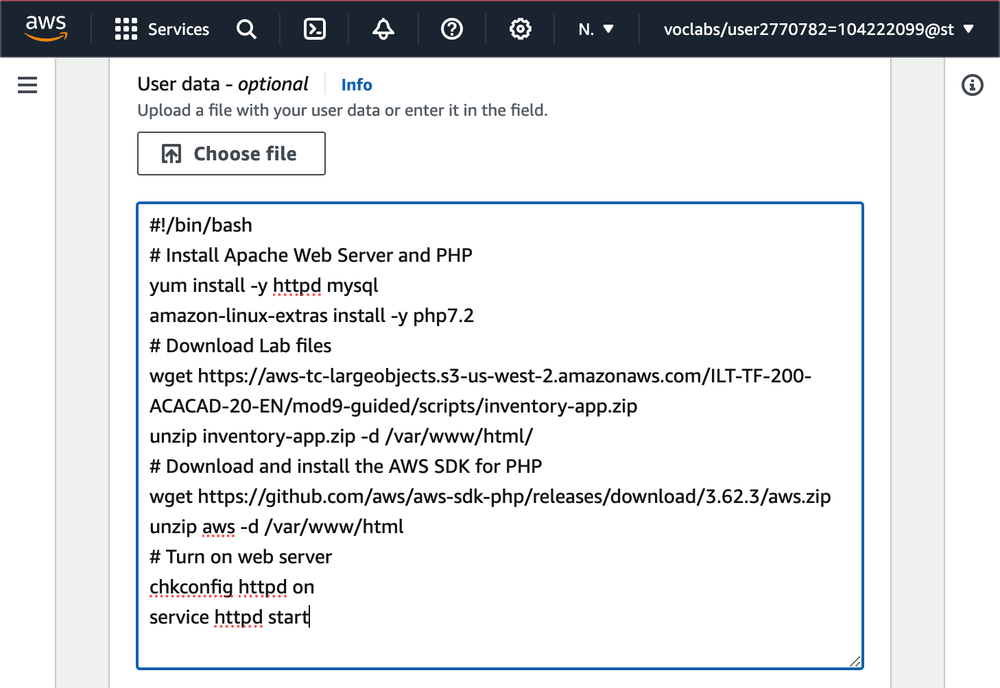 aws
Services
N.
voclabs/user2770782=104222099@st
User data - optional
Info
Upload a file with your user data or enter it in the field.
Choose file
#!/bin/bash
# Install Apache Web Server and PHP
yum install -y httpd mysql
amazon-linux-extras install -y php7.2
# Download Lab files
wget https://aws-tc-largeobjects.s3-us-west-2.amazonaws.com/ILT-TF-200-
ACACAD-20-EN/mod9-guided/scripts/inventory-app.zip
unzip inventory-app.zip -d /var/www/html/
# Download and install the AWS SDK for PHP
wget https://github.com/aws/aws-sdk-php/releases/download/3.62.3/aws.zip
unzip aws -d /var/www/html
# Turn on web server
chkconfig httpd on
service httpd start